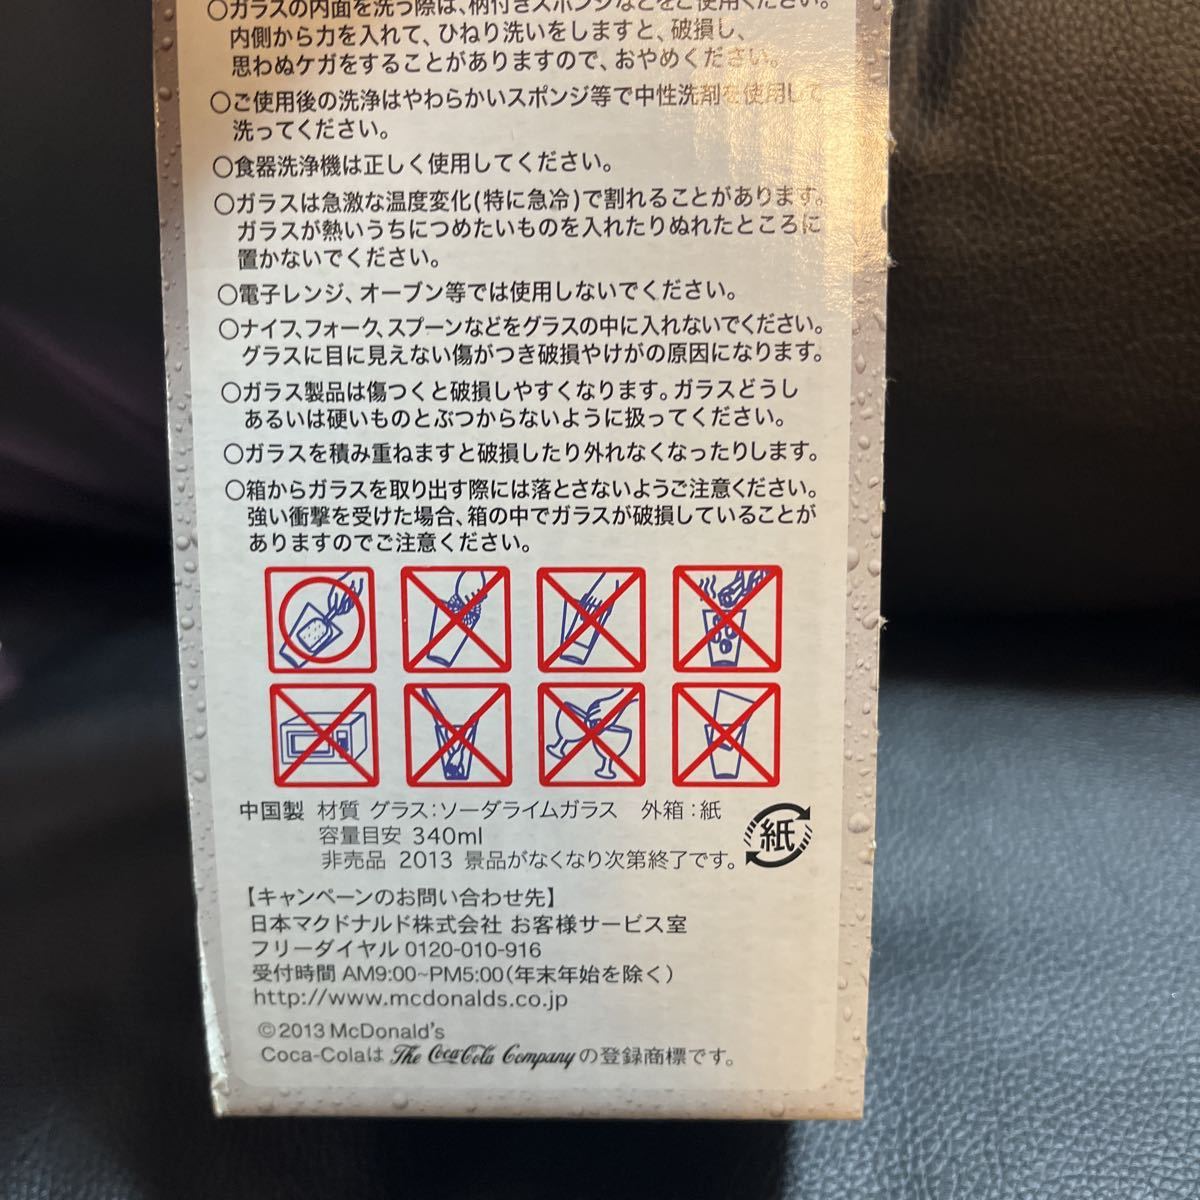 ○ガラスの内面を洗う際は、柄付きスポンジなどをご使用ください。
内側から力を入れて、ひねり洗いをしますと、破損し、
思わぬケガをすることがありますので、おやめください。
○ご使用後の洗浄はやわらかいスポンジ等で中性洗剤を使用して
洗ってください。
○食器洗浄機は正しく使用してください。
○ガラスは急激な温度変化(特に急冷)で割れることがあります。
ガラスが熱いうちにつめたいものを入れたりぬれたところに
置かないでください。
○電子レンジ、オーブン等では使用しないでください。
○ナイフ、フォーク、スプーンなどをグラスの中に入れないでください。
グラスに目に見えない傷がつき破損やけがの原因になります。
○ガラス製品は傷つくと破損しやすくなります。ガラスどうし
あるいは硬いものとぶつからないように扱ってください。
○ガラスを積み重ねますと破損したり外れなくなったりします。
○箱からガラスを取り出す際には落とさないようご注意ください。
強い衝撃を受けた場合、箱の中でガラスが破損していることが
ありますのでご注意ください。
中国製 材質 グラス:ソーダライムガラス 外箱:紙
容量目安 340ml
非売品 2013 景品がなくなり次第終了です。
紙
【キャンペーンのお問い合わせ先】
日本マクドナルド株式会社 お客様サービス室
フリーダイヤル 0120-010-916
受付時間 AM9:00~PM5:00(年末年始を除く)
http://www.mcdonalds.co.jp
©2013 McDonald's
Coca-Colaは The Coca-Cola Company の登録商標です。